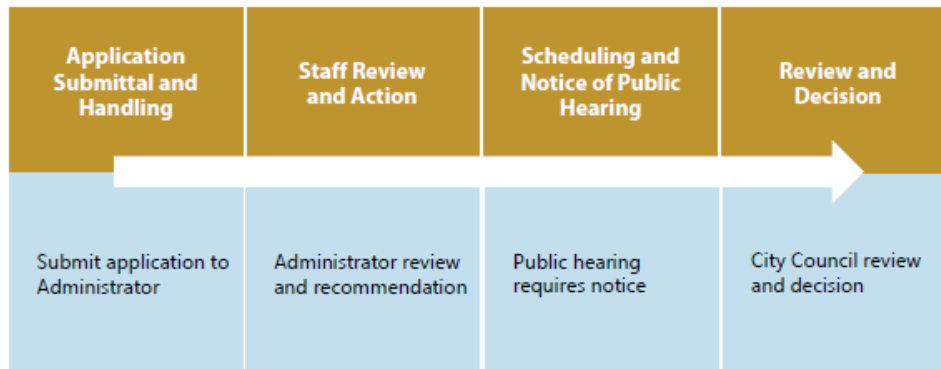 Application
Submittal and
Handling
Staff Review
and Action
Scheduling and
Notice of Public
Hearing
Review and
Decision
Submit application to
Administrator
Administrator review
and recommendation
Public hearing
requires notice
City Council review
and decision